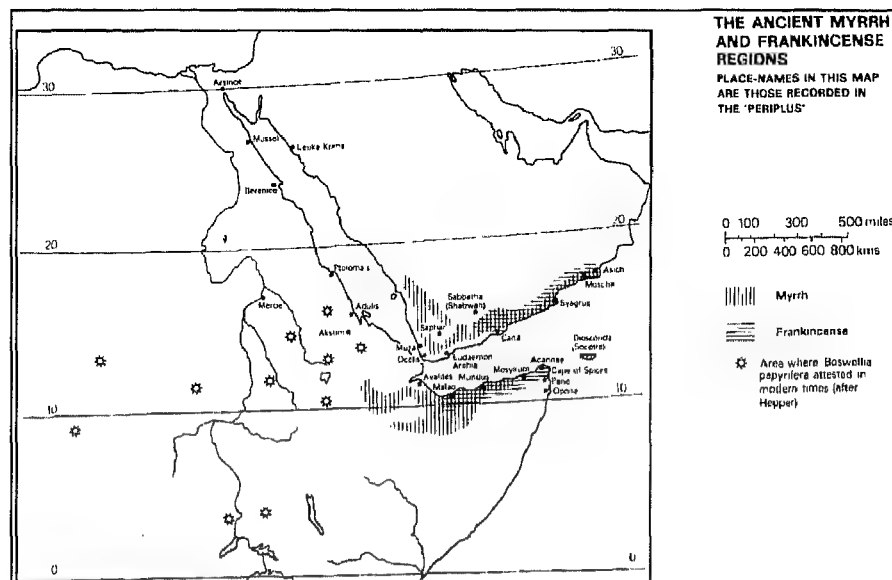 THE ANCIENT MYRRH
AND FRANKINCENSE
REGIONS
PLACE-NAMES IN THIS MAP
ARE THOSE RECORDED IN
THE 'PERIPLUS'
30
30
Arsinoe
Mussel
Leuke Kome
Berenice
20
20
Ptolemais
Asich
Moscha
Meroe
Adulis
Sabbatha
(Shabwah)
Syagrus
Aksum
Saphar
Cana
Muza
Ocelis
Eudaemon
Arabia
Dioscorida
(Socotra)
Avalites
Malao
Mundus
Mosyllum
Acannae
Cape of Spices
Pano
Opone
10
10
0
0
0 100 300 500 miles
0 200 400 600 800 kms
Myrrh
Frankincense
Area where Boswellia
papyrifera attested in
modern times (after
Hepper)